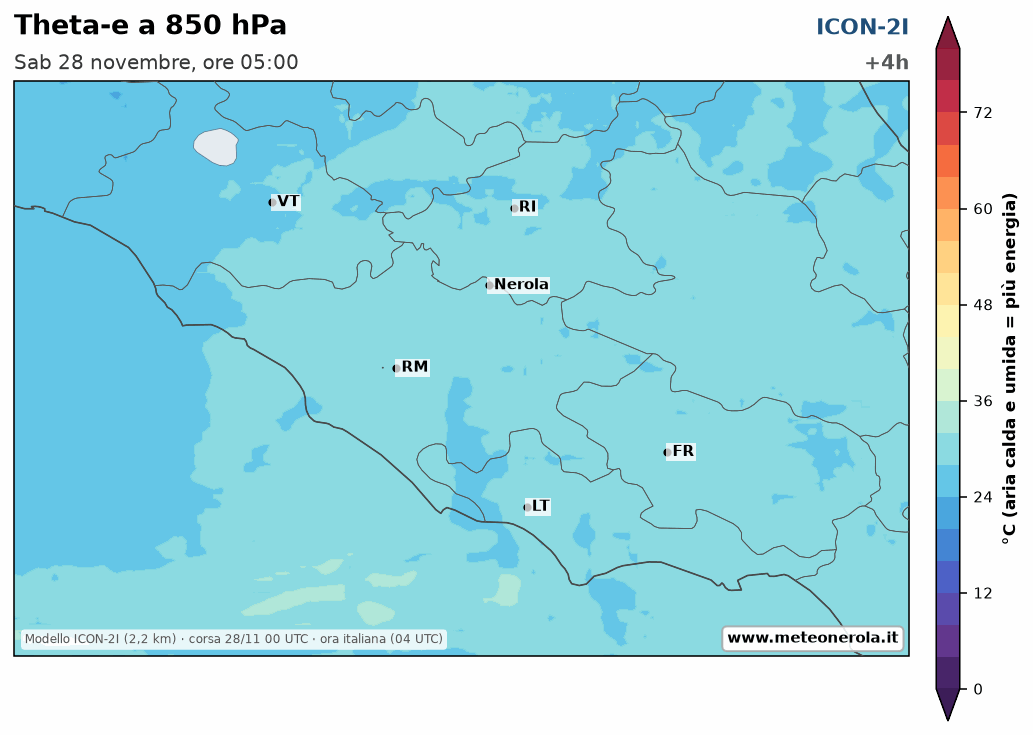 Theta-e a 850 hPa
ICON-2I
Sab 28 novembre, ore 05:00
+4h
VT
RI
Nerola
RM
FR
LT
Modello ICON-2I (2,2 km) · corsa 28/11 00 UTC · ora italiana (04 UTC)
www.meteonerola.it
72
60
48
36
24
12
0
°C (aria calda e umida = più energia)